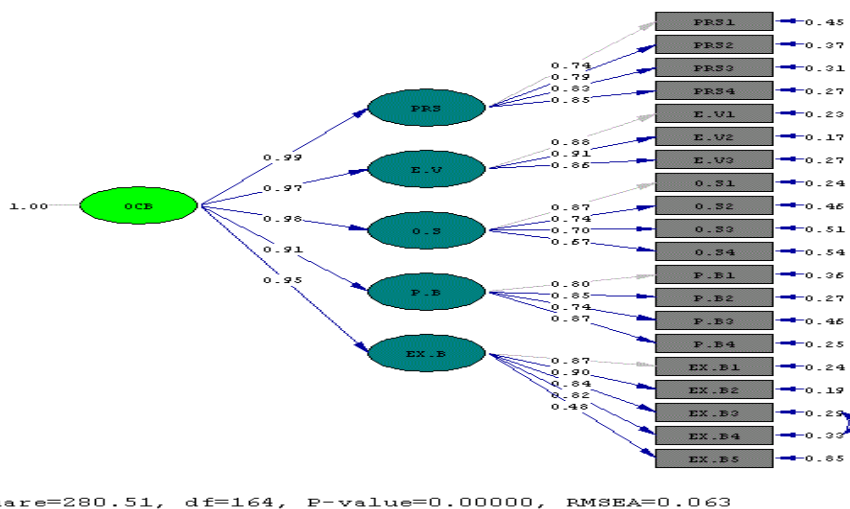 PRS1 0.45
PRS2 0.37
PRS3 0.31
PRS4 0.27
E.V1 0.23
E.V2 0.17
E.V3 0.27
O.S1 0.24
O.S2 0.46
O.S3 0.51
O.S4 0.54
P.B1 0.36
P.B2 0.27
P.B3 0.46
P.B4 0.25
EX.B1 0.24
EX.B2 0.19
EX.B3 0.29
EX.B4 0.33
EX.B5 0.85
0.74
0.79
0.83
0.85
0.88
0.91
0.86
0.87
0.74
0.70
0.67
0.80
0.85
0.74
0.87
0.87
0.90
0.84
0.82
0.48
PRS
E.V
O.S
P.B
EX.B
0.99
0.97
0.98
0.91
0.95
1.00 OCB
are=280.51, df=164, P-value=0.00000, RMSEA=0.063